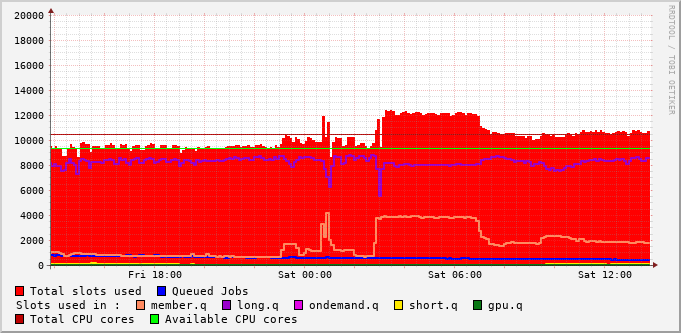 20000
18000
16000
14000
12000
10000
8000
6000
4000
2000
0
Fri 18:00 Sat 00:00 Sat 06:00 Sat 12:00
Total slots used Queued Jobs
Slots used in : member.q long.q ondemand.q short.q gpu.q
Total CPU cores Available CPU cores
RRDTOOL / TOBI OETIKER